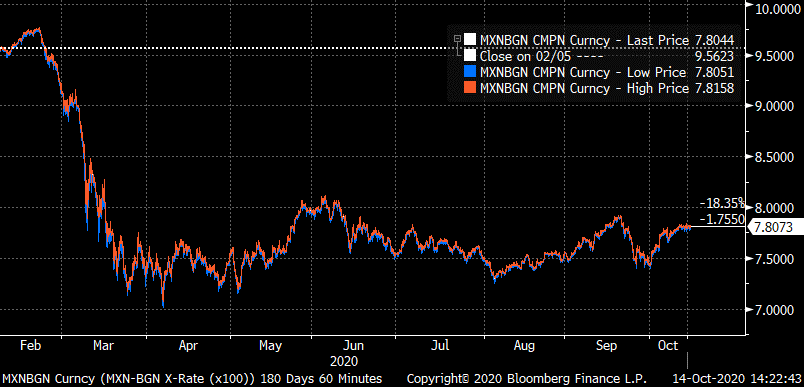 10.0000
MXNBGN CMPN Curncy - Last Price 7.8044
Close on 02/05 ---- 9.5623
MXNBGN CMPN Curncy - Low Price 7.8051
MXNBGN CMPN Curncy - High Price 7.8158
9.5000
9.0000
8.5000
-18.35%
8.0000
-1.7550
7.8073
7.5000
7.0000
Feb Mar Apr May Jun Jul Aug Sep Oct
2020
MXNBGN Curncy (MXN-BGN X-Rate (x100)) 180 Days 60 Minutes Copyright© 2020 Bloomberg Finance L.P. 14-Oct-2020 14:22:43